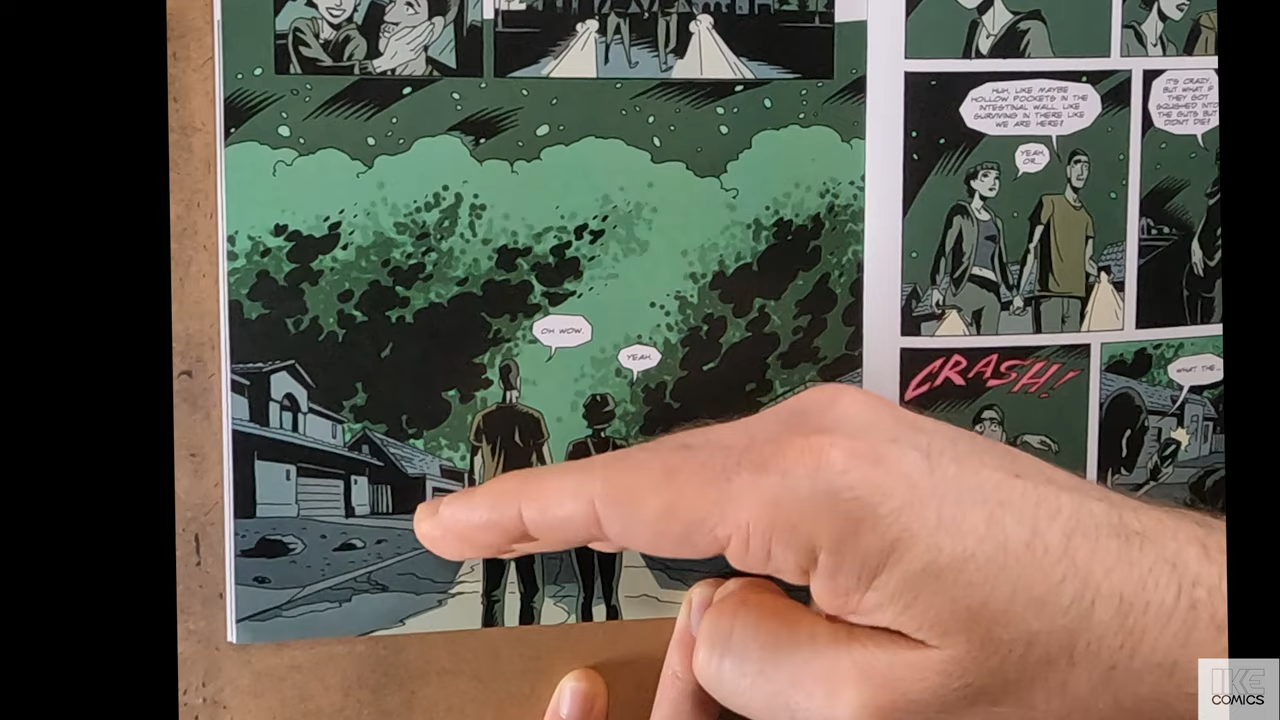 OH WOW.
YEAH.
HUH, LIKE MAYBE
HOLLOW POCKETS IN THE
INTESTINAL WALL. LIKE
SURVIVING IN THERE LIKE
WE ARE HERE?
YEAH,
OR...
IT'S CRAZY,
BUT WHAT IF
THEY GOT
SQUISHED INTO
THE GUTS BUT
DIDN'T DIE?
CRASH!
WHAT THE...
IKE
COMICS